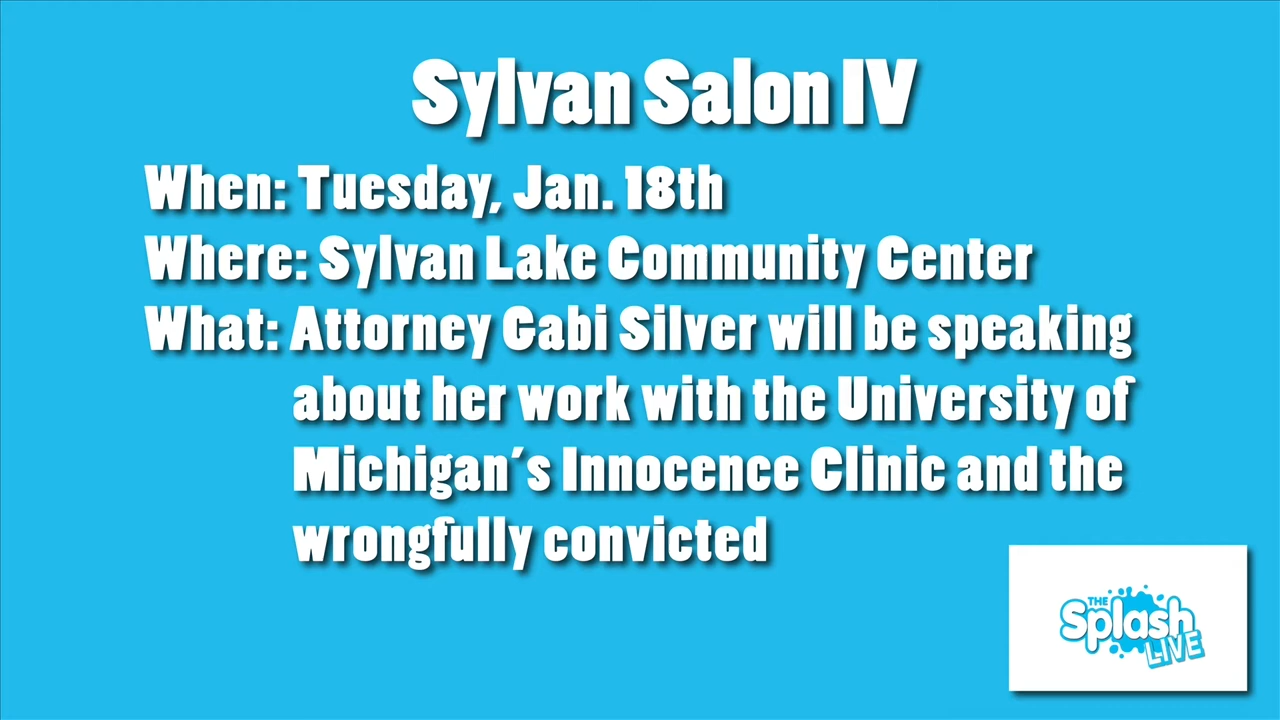 Sylvan Salon IV
When: Tuesday, Jan. 18th
Where: Sylvan Lake Community Center
What: Attorney Gabi Silver will be speaking
about her work with the University of
Michigan's Innocence Clinic and the
wrongfully convicted
THE
Splash
LIVE